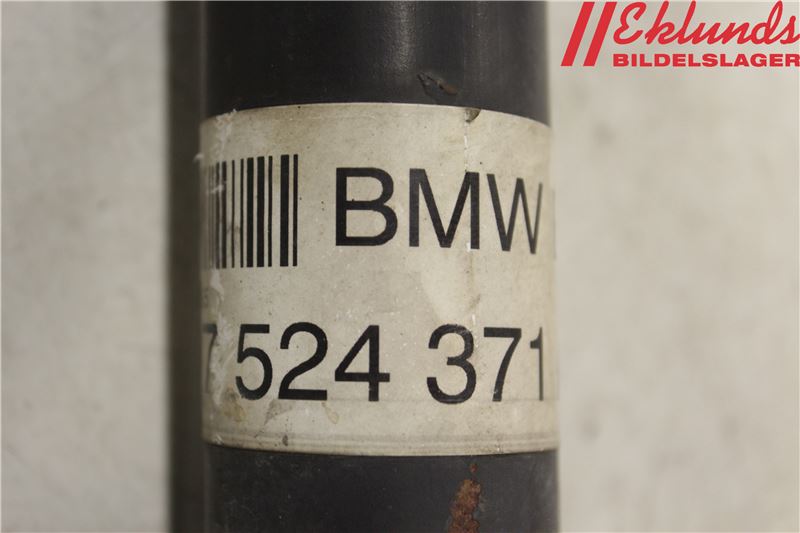 Eklunds
BILDELSLAGER
BMW
7 524 371